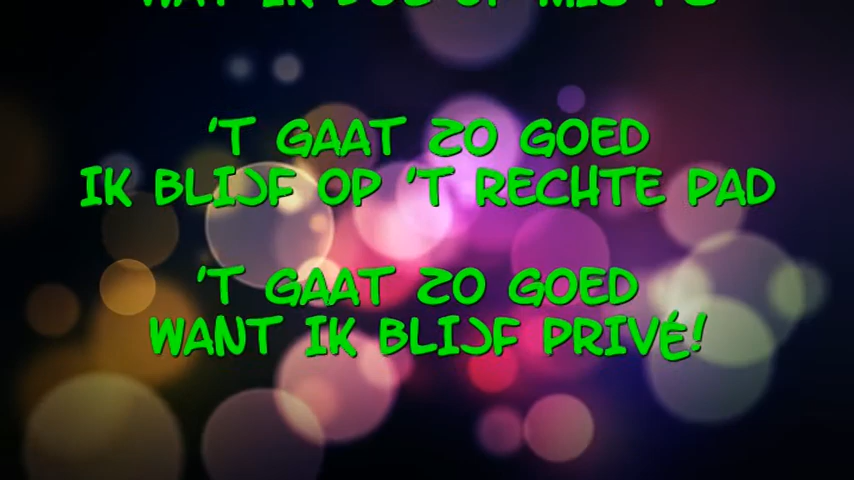 'T GAAT ZO GOED
IK BLIJF OP 'T RECHTE PAD
'T GAAT ZO GOED
WANT IK BLIJF PRIVÉ!